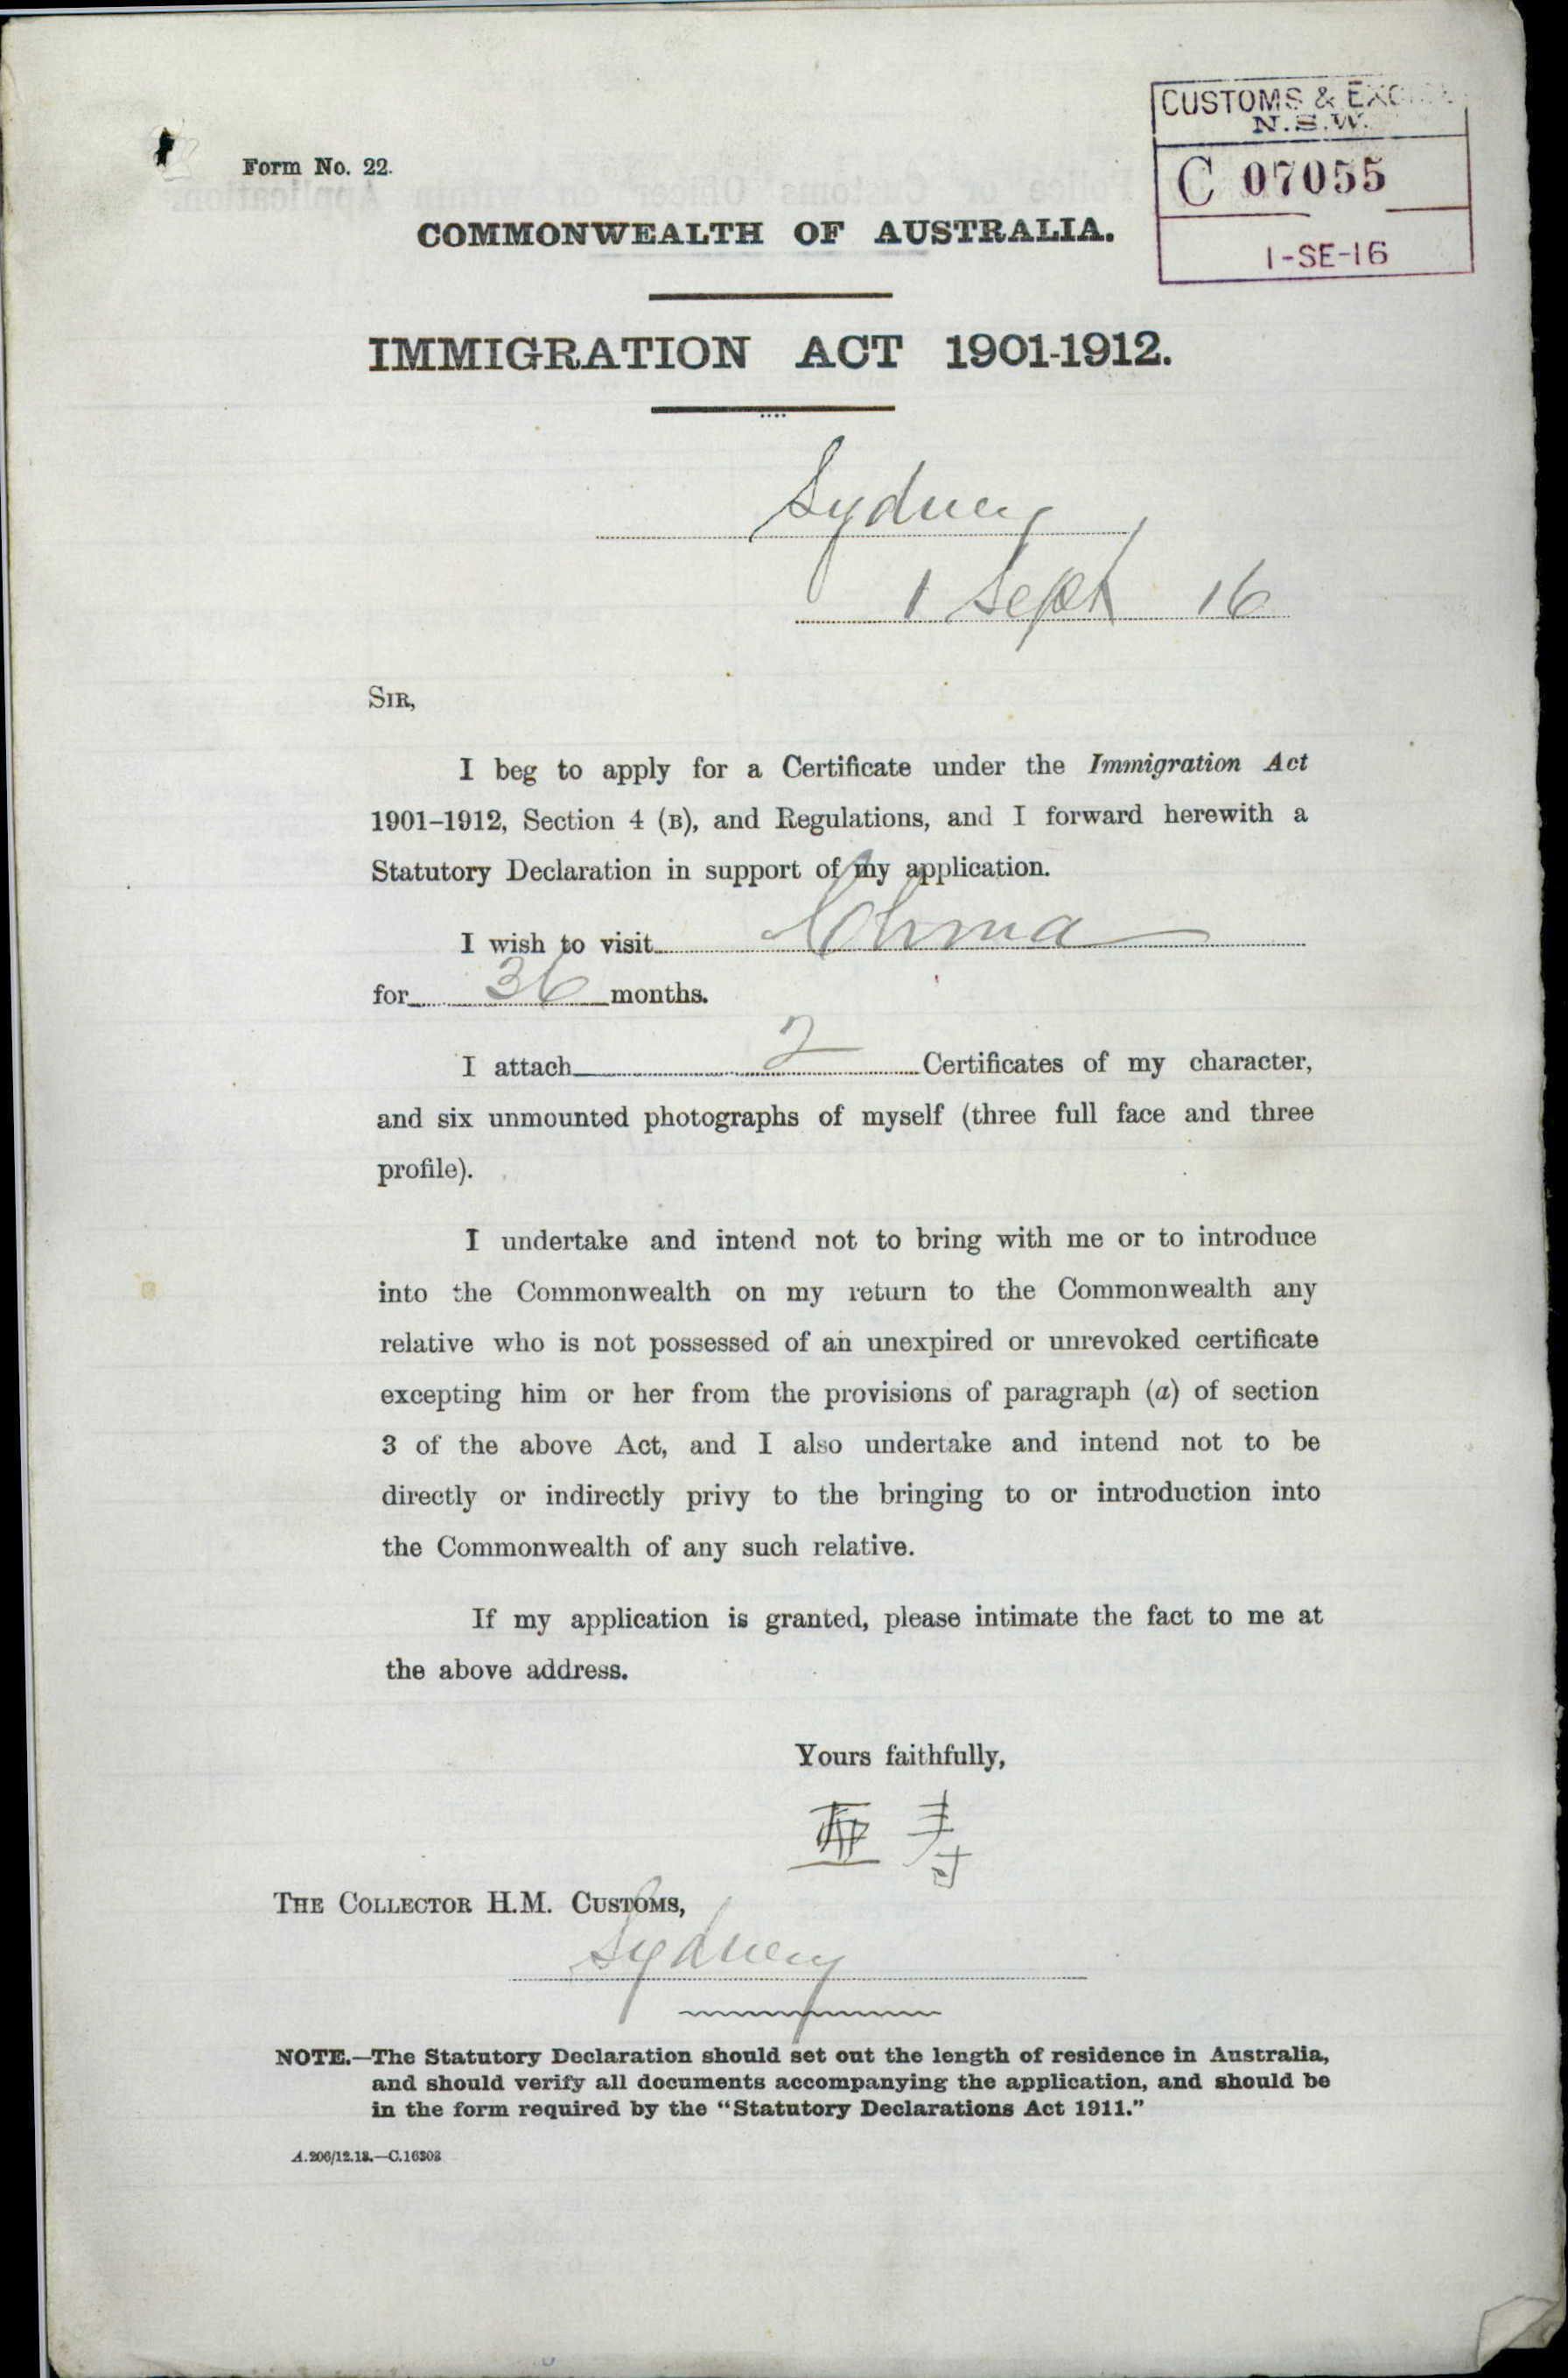 CUSTOMS & EXC
N.S.W.
C 07055
1-SE-16
Form No. 22.
COMMONWEALTH OF AUSTRALIA.
IMMIGRATION ACT 1901-1912.
Sydney
1 Sept 16
SIR,
I beg to apply for a Certificate under the Immigration Act
1901–1912, Section 4 (B), and Regulations, and I forward herewith a
Statutory Declaration in support of my application.
I wish to visit China
for 36 months.
I attach 2 Certificates of my character,
and six unmounted photographs of myself (three full face and three
profile).
I undertake and intend not to bring with me or to introduce
into the Commonwealth on my return to the Commonwealth any
relative who is not possessed of an unexpired or unrevoked certificate
excepting him or her from the provisions of paragraph (a) of section
3 of the above Act, and I also undertake and intend not to be
directly or indirectly privy to the bringing to or introduction into
the Commonwealth of any such relative.
If my application is granted, please intimate the fact to me at
the above address.
Yours faithfully,
亜寿
THE COLLECTOR H.M. CUSTOMS,
Sydney
NOTE.—The Statutory Declaration should set out the length of residence in Australia,
and should verify all documents accompanying the application, and should be
in the form required by the “Statutory Declarations Act 1911.”